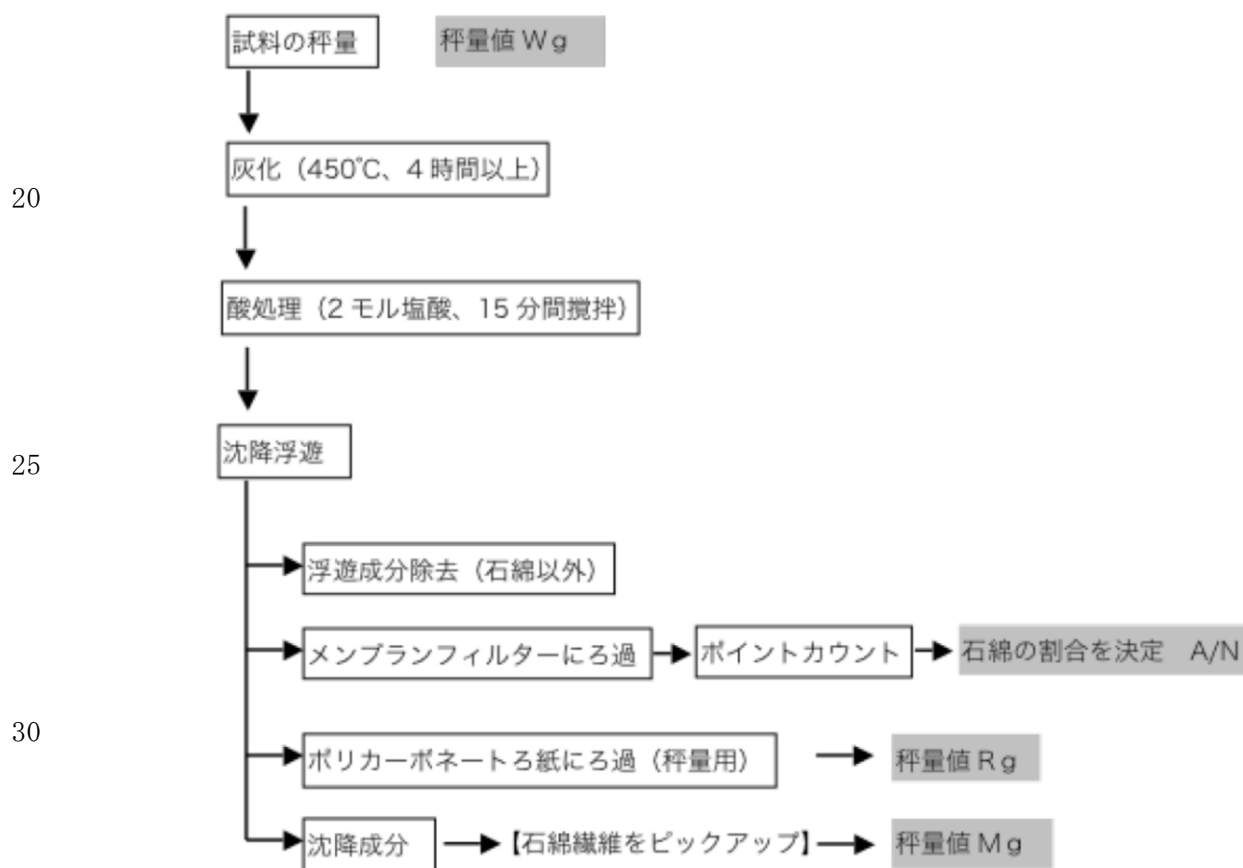 試料の秤量 秤量値 W g
灰化（450℃、4 時間以上）
20
酸処理（2 モル塩酸、15 分間攪拌）
沈降浮遊
25
浮遊成分除去（石綿以外）
メンブランフィルターにろ過 ポイントカウント 石綿の割合を決定 A/N
30
ポリカーボネートろ紙にろ過（秤量用） 秤量値 R g
沈降成分 【石綿繊維をピックアップ】 秤量値 M g